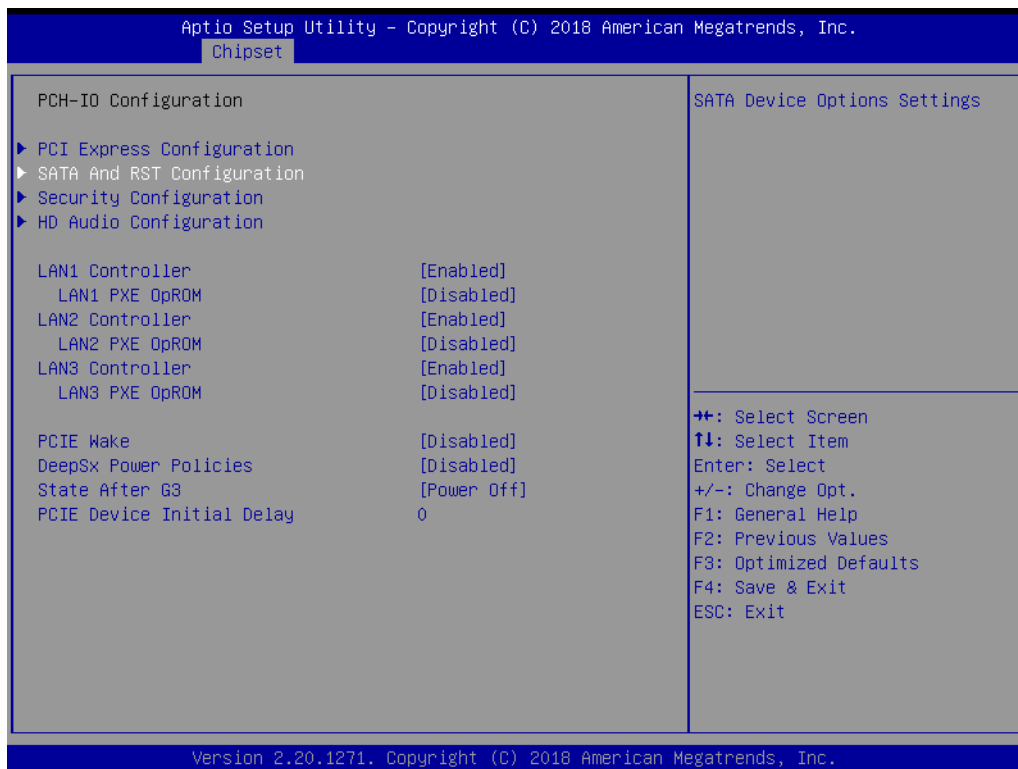 Aptio Setup Utility – Copyright (C) 2018 American Megatrends, Inc.
Chipset
PCH-IO Configuration
PCI Express Configuration
SATA And RST Configuration
Security Configuration
HD Audio Configuration
LAN1 Controller [Enabled]
LAN1 PXE OpROM [Disabled]
LAN2 Controller [Enabled]
LAN2 PXE OpROM [Disabled]
LAN3 Controller [Enabled]
LAN3 PXE OpROM [Disabled]
PCIE Wake [Disabled]
DeepSx Power Policies [Disabled]
State After G3 [Power Off]
PCIE Device Initial Delay 0
SATA Device Options Settings
→←: Select Screen
↑↓: Select Item
Enter: Select
+/-: Change Opt.
F1: General Help
F2: Previous Values
F3: Optimized Defaults
F4: Save & Exit
ESC: Exit
Version 2.20.1271. Copyright (C) 2018 American Megatrends, Inc.